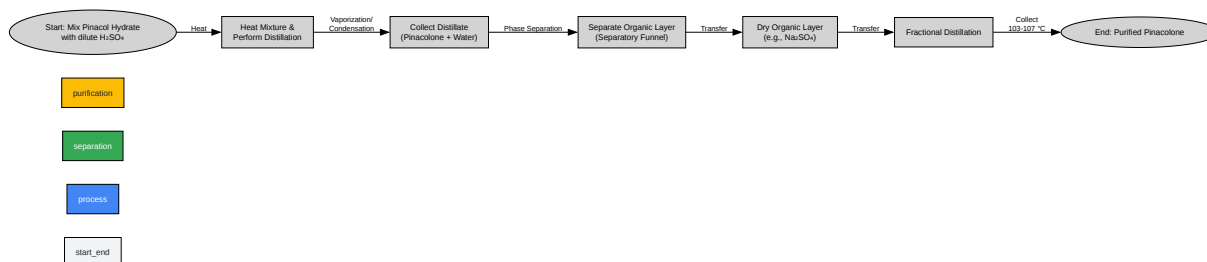 Start: Mix Pinacol Hydrate
with dilute H₂SO₄
Heat
Heat Mixture &
Perform Distillation
Vaporization/
Condensation
Collect Distillate
(Pinacolone + Water)
Phase Separation
Separate Organic Layer
(Separatory Funnel)
Transfer
Dry Organic Layer
(e.g., Na₂SO₄)
Transfer
Fractional Distillation
Collect
103-107 °C
End: Purified Pinacolone
purification
separation
process
start_end